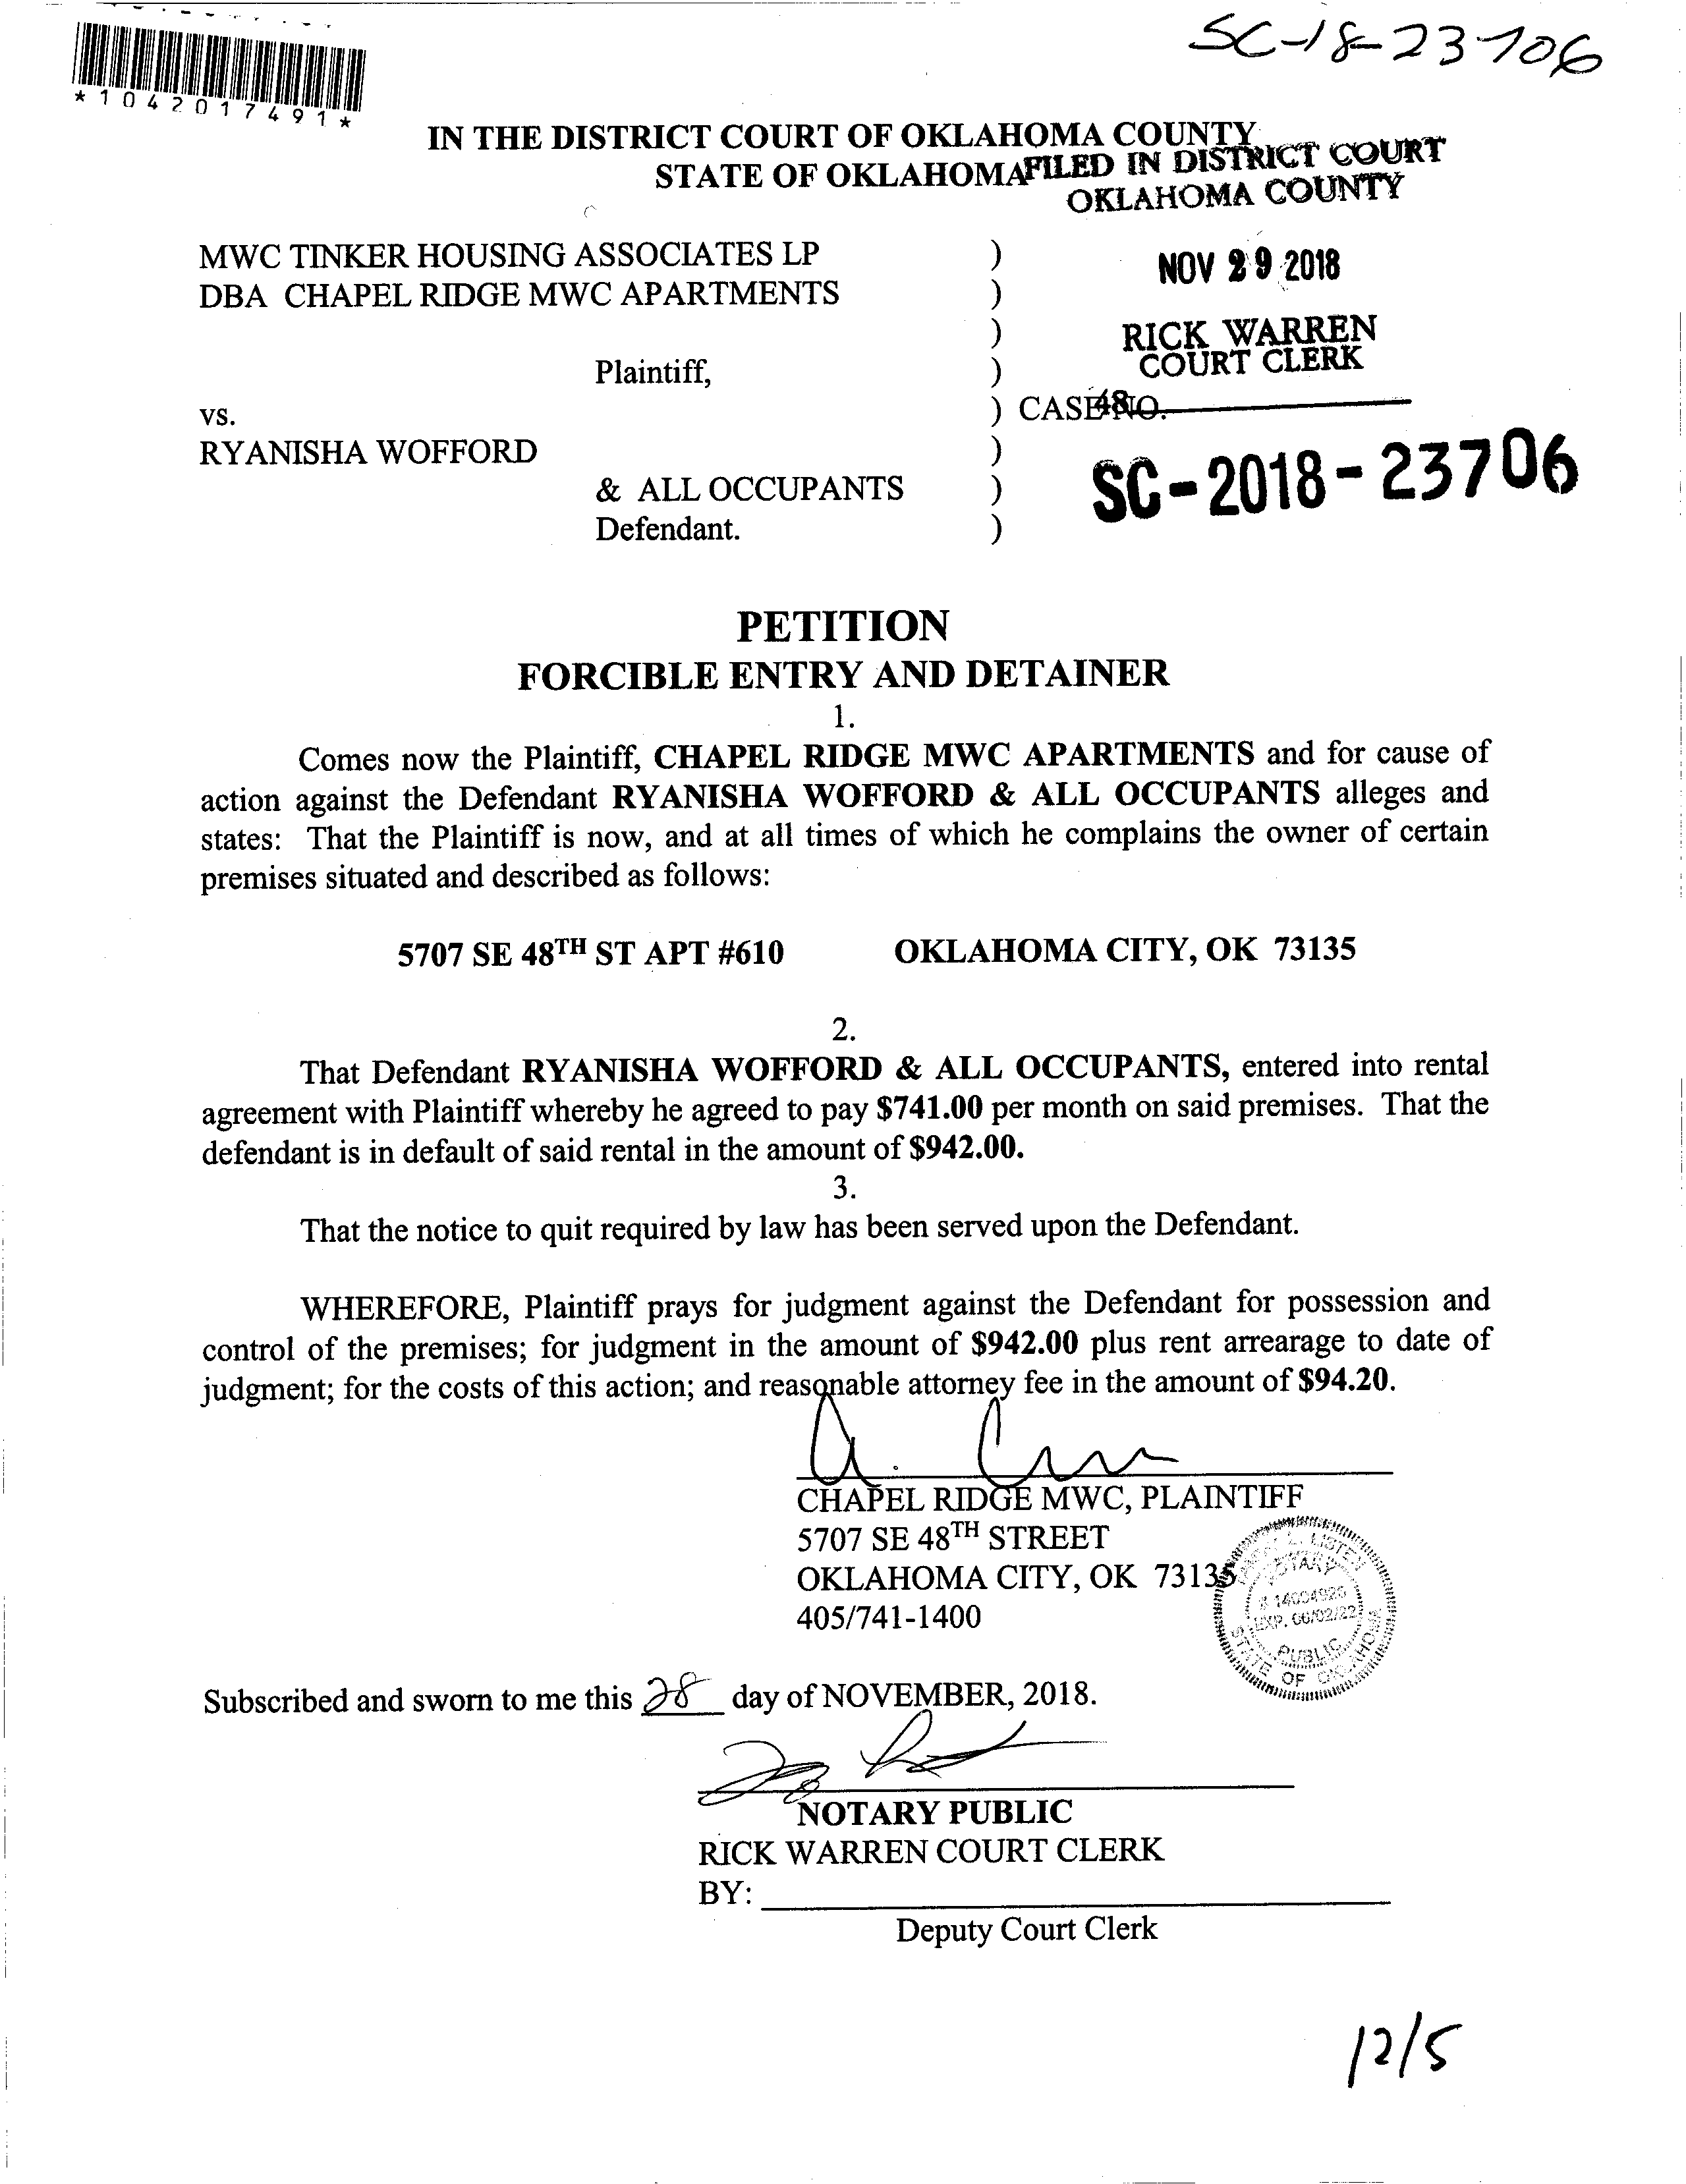 SC-18-23706
*1042017491*
IN THE DISTRICT COURT OF OKLAHOMA COUNTY
STATE OF OKLAHOMA
FILED IN DISTRICT COURT
OKLAHOMA COUNTY
MWC TINKER HOUSING ASSOCIATES LP )
DBA CHAPEL RIDGE MWC APARTMENTS )
NOV 29 2018
)
RICK WARREN
COURT CLERK
Plaintiff, )
vs. ) CASE NO.
48
RYANISHA WOFFORD )
SC-2018-23706
& ALL OCCUPANTS )
Defendant. )
PETITION
FORCIBLE ENTRY AND DETAINER
1.
Comes now the Plaintiff, CHAPEL RIDGE MWC APARTMENTS and for cause of
action against the Defendant RYANISHA WOFFORD & ALL OCCUPANTS alleges and
states: That the Plaintiff is now, and at all times of which he complains the owner of certain
premises situated and described as follows:
5707 SE 48TH ST APT #610 OKLAHOMA CITY, OK 73135
2.
That Defendant RYANISHA WOFFORD & ALL OCCUPANTS, entered into rental
agreement with Plaintiff whereby he agreed to pay $741.00 per month on said premises. That the
defendant is in default of said rental in the amount of $942.00.
3.
That the notice to quit required by law has been served upon the Defendant.
WHEREFORE, Plaintiff prays for judgment against the Defendant for possession and
control of the premises; for judgment in the amount of $942.00 plus rent arrearage to date of
judgment; for the costs of this action; and reasonable attorney fee in the amount of $94.20.
CHAPEL RIDGE MWC, PLAINTIFF
5707 SE 48TH STREET
OKLAHOMA CITY, OK 73135
405/741-1400
L. LISTEN
NOTARY
# 14004926
EXP. 06/02/22
PUBLIC
STATE OF OKLAHOMA
Subscribed and sworn to me this 28 day of NOVEMBER, 2018.
NOTARY PUBLIC
RICK WARREN COURT CLERK
BY:
Deputy Court Clerk
12/5